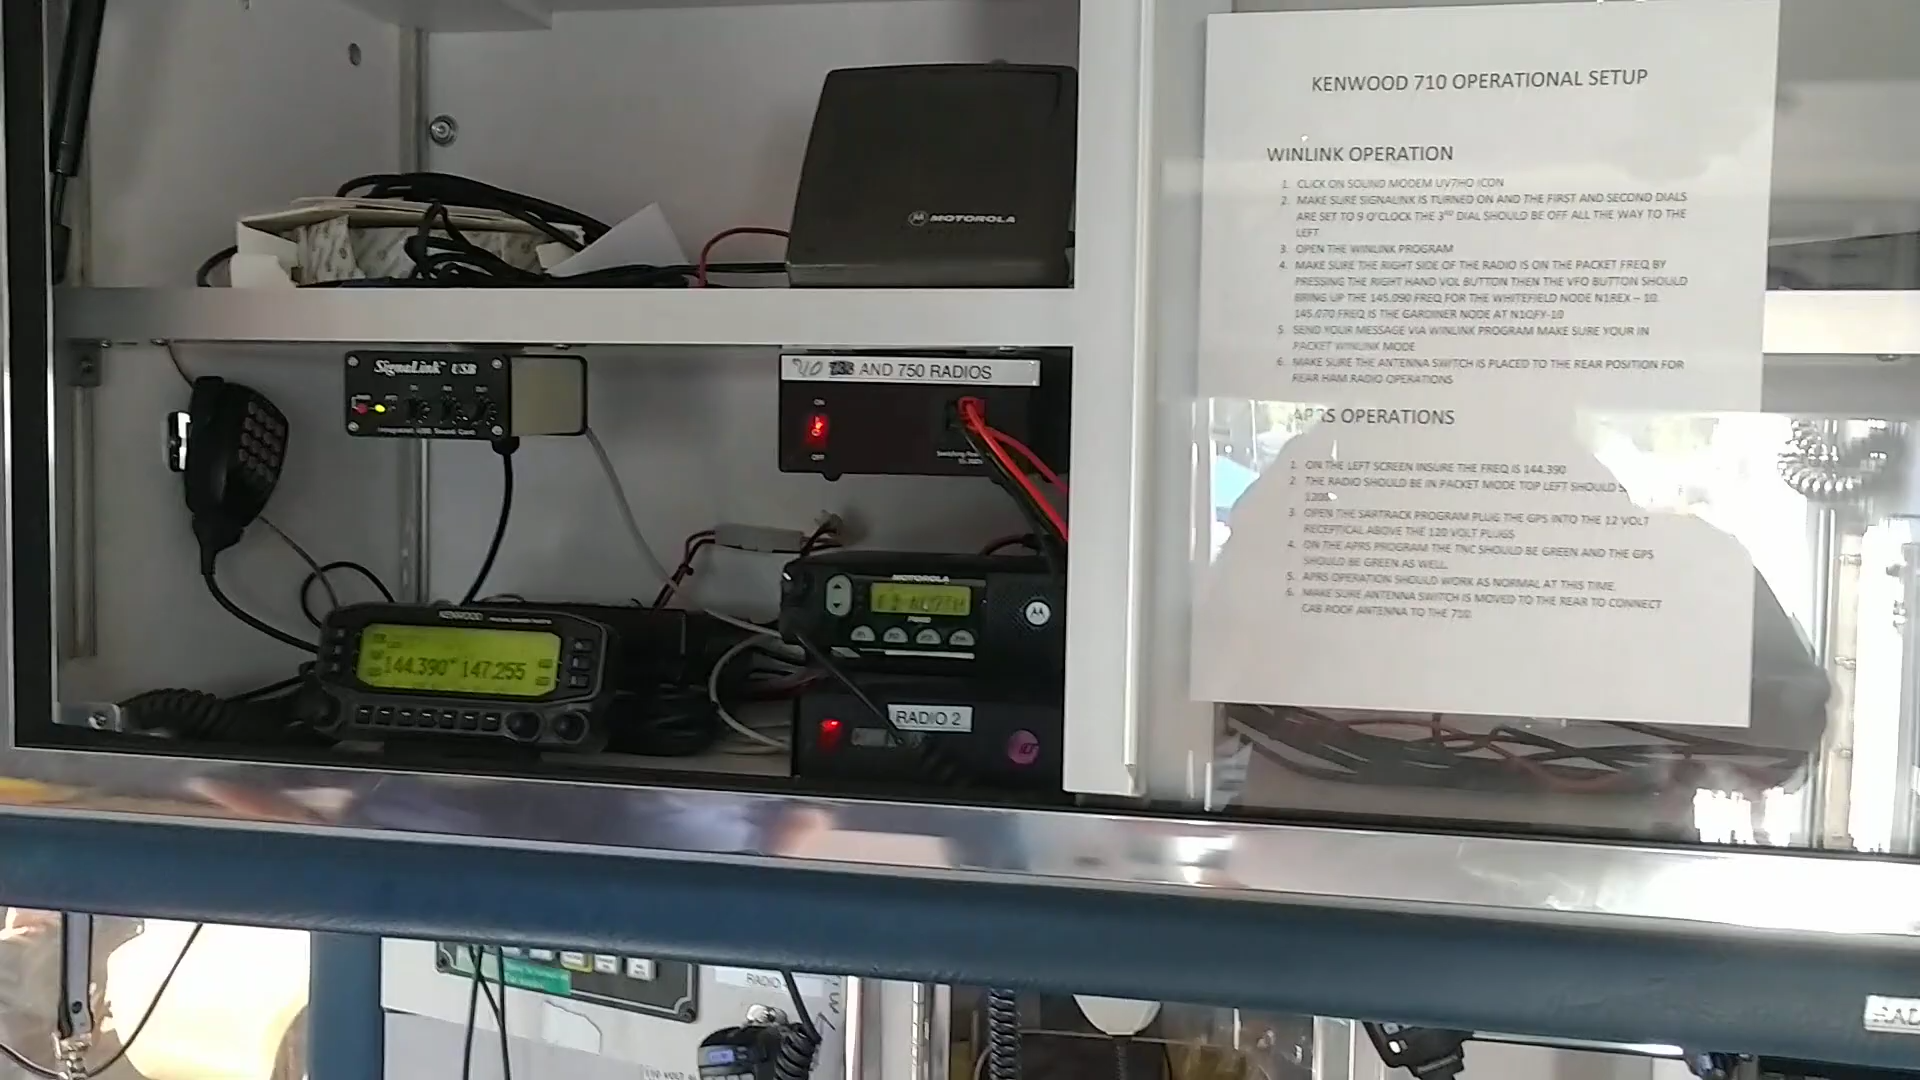 MOTOROLA
SignaLink USB
AND 750 RADIOS
ON
OFF
MOTOROLA
KENWOOD
144.390 147.255
RADIO 2
KENWOOD 710 OPERATIONAL SETUP
WINLINK OPERATION
1. CLICK ON SOUND MODEM UV7HO ICON
2. MAKE SURE SIGNALINK IS TURNED ON AND THE FIRST AND SECOND DIALS
ARE SET TO 9 O'CLOCK THE 3RD DIAL SHOULD BE OFF ALL THE WAY TO THE
LEFT
3. OPEN THE WINLINK PROGRAM
4. MAKE SURE THE RIGHT SIDE OF THE RADIO IS ON THE PACKET FREQ BY
PRESSING THE RIGHT HAND VOL BUTTON THEN THE VFO BUTTON SHOULD
BRING UP THE 145.090 FREQ FOR THE WHITEFIELD NODE N1REX – 10.
145.070 FREQ IS THE GARDINER NODE AT N1QFY-10
5 SEND YOUR MESSAGE VIA WINLINK PROGRAM MAKE SURE YOUR IN
PACKET WINLINK MODE
6. MAKE SURE THE ANTENNA SWITCH IS PLACED TO THE REAR POSITION FOR
REAR HAM RADIO OPERATIONS
APRS OPERATIONS
1. ON THE LEFT SCREEN INSURE THE FREQ IS 144.390
2 THE RADIO SHOULD BE IN PACKET MODE TOP LEFT SHOULD
3. OPEN THE SARTRACK PROGRAM PLUG THE GPS INTO THE 12 VOLT
RECEPTICAL ABOVE THE 120 VOLT PLUGS
4. ON THE APRS PROGRAM THE TNC SHOULD BE GREEN AND THE GPS
SHOULD BE GREEN AS WELL.
5. APRS OPERATION SHOULD WORK AS NORMAL AT THIS TIME.
6. MAKE SURE ANTENNA SWITCH IS MOVED TO THE REAR TO CONNECT
CAB ROOF ANTENNA TO THE 710
RADIO
RAD